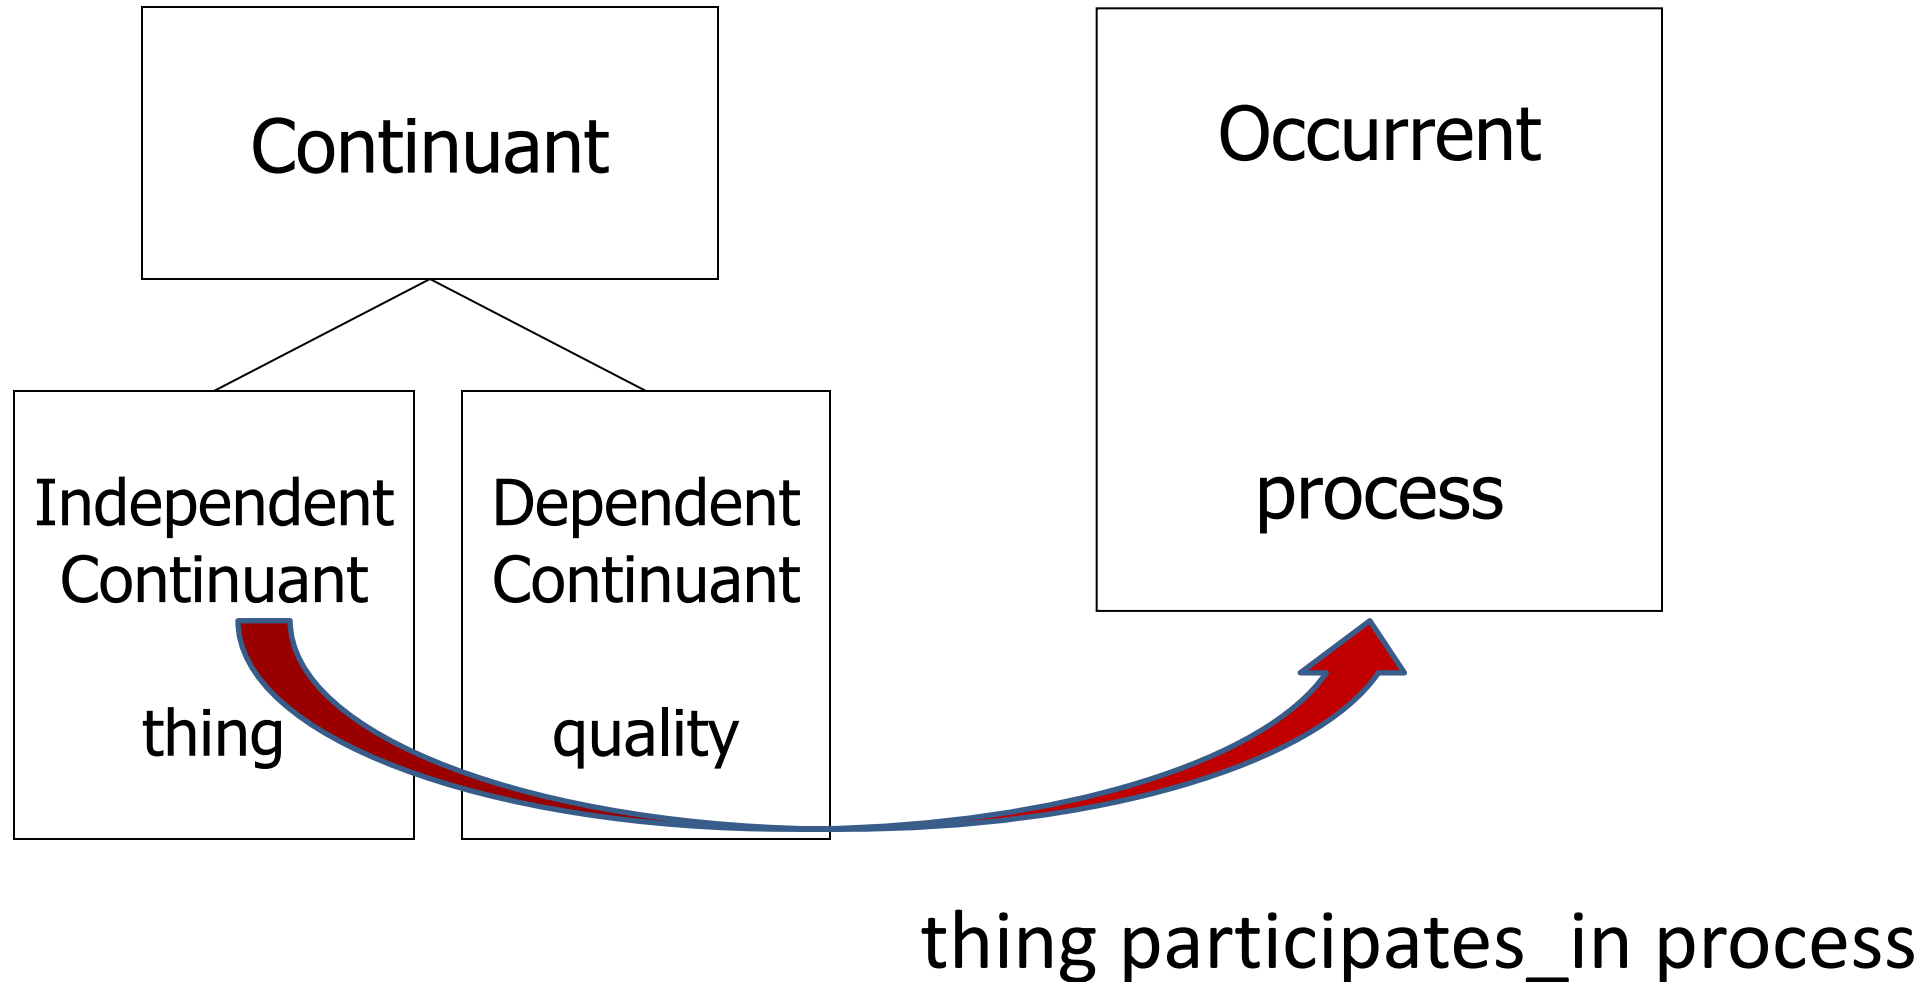 Continuant
Occurrent
Independent
Continuant
thing
Dependent
Continuant
quality
process
thing participates_in process